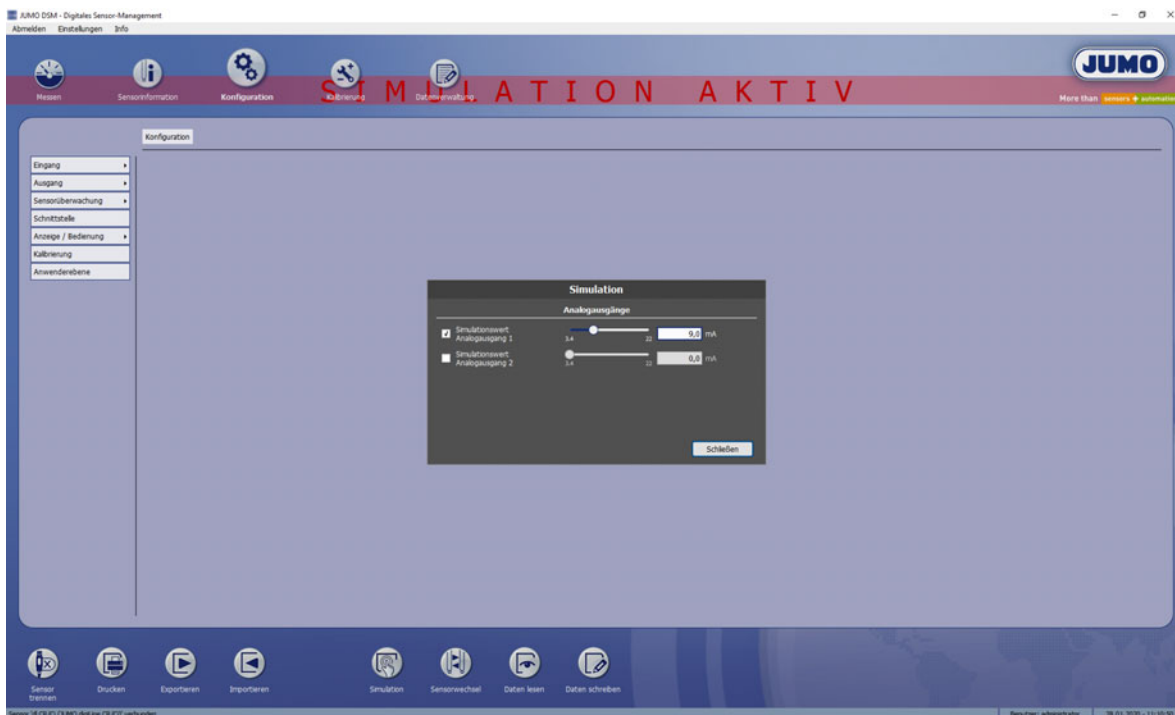 JUMO DSM - Digitales Sensor-Management
Abmelden Einstellungen Info
JUMO
Messen Sensorinformation Konfiguration Kalibrierung Datenverwaltung
SIMULATION AKTIV
More than sensors + automation
Konfiguration
Eingang
Ausgang
Sensorüberwachung
Schnittstelle
Anzeige / Bedienung
Kalibrierung
Anwenderebene
Simulation
Analogausgänge
Simulationswert
Analogausgang 1
3.4 22 9,0 mA
Simulationswert
Analogausgang 2
3.4 22 0,0 mA
Schließen
Sensor
trennen
Drucken Exportieren Importieren Simulation Sensorwechsel Daten lesen Daten schreiben